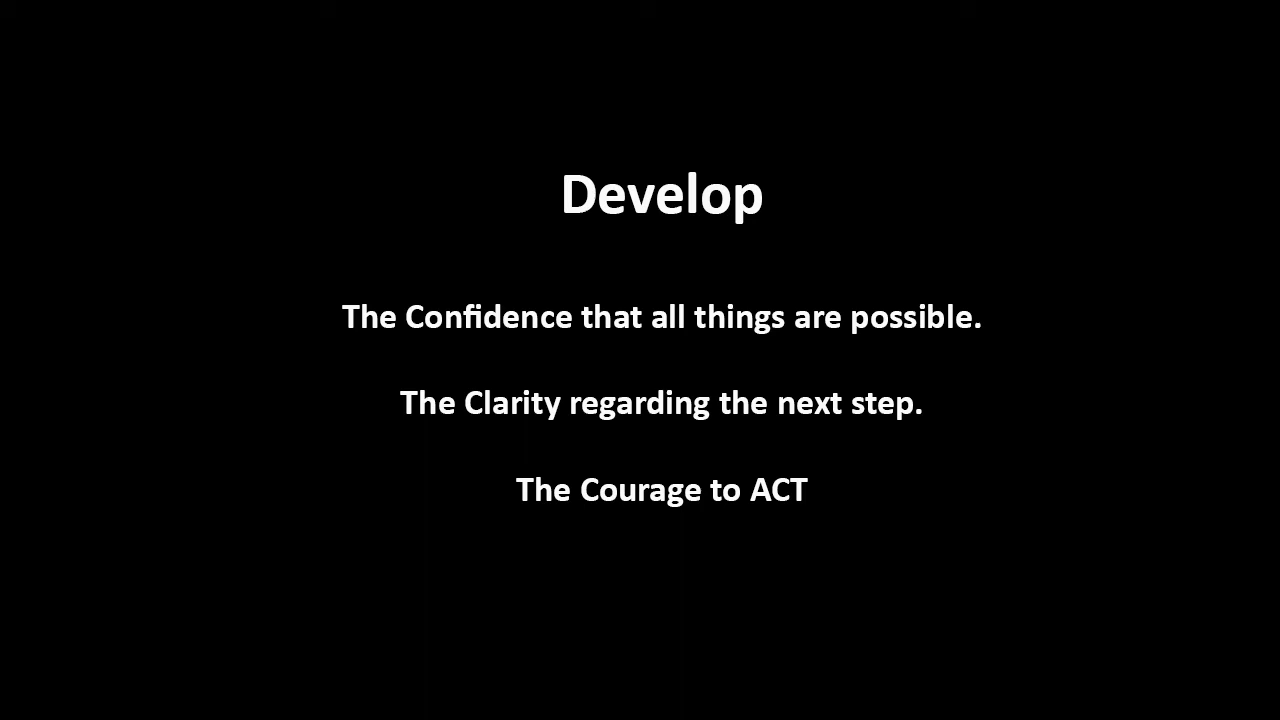 Develop
The Confidence that all things are possible.
The Clarity regarding the next step.
The Courage to ACT